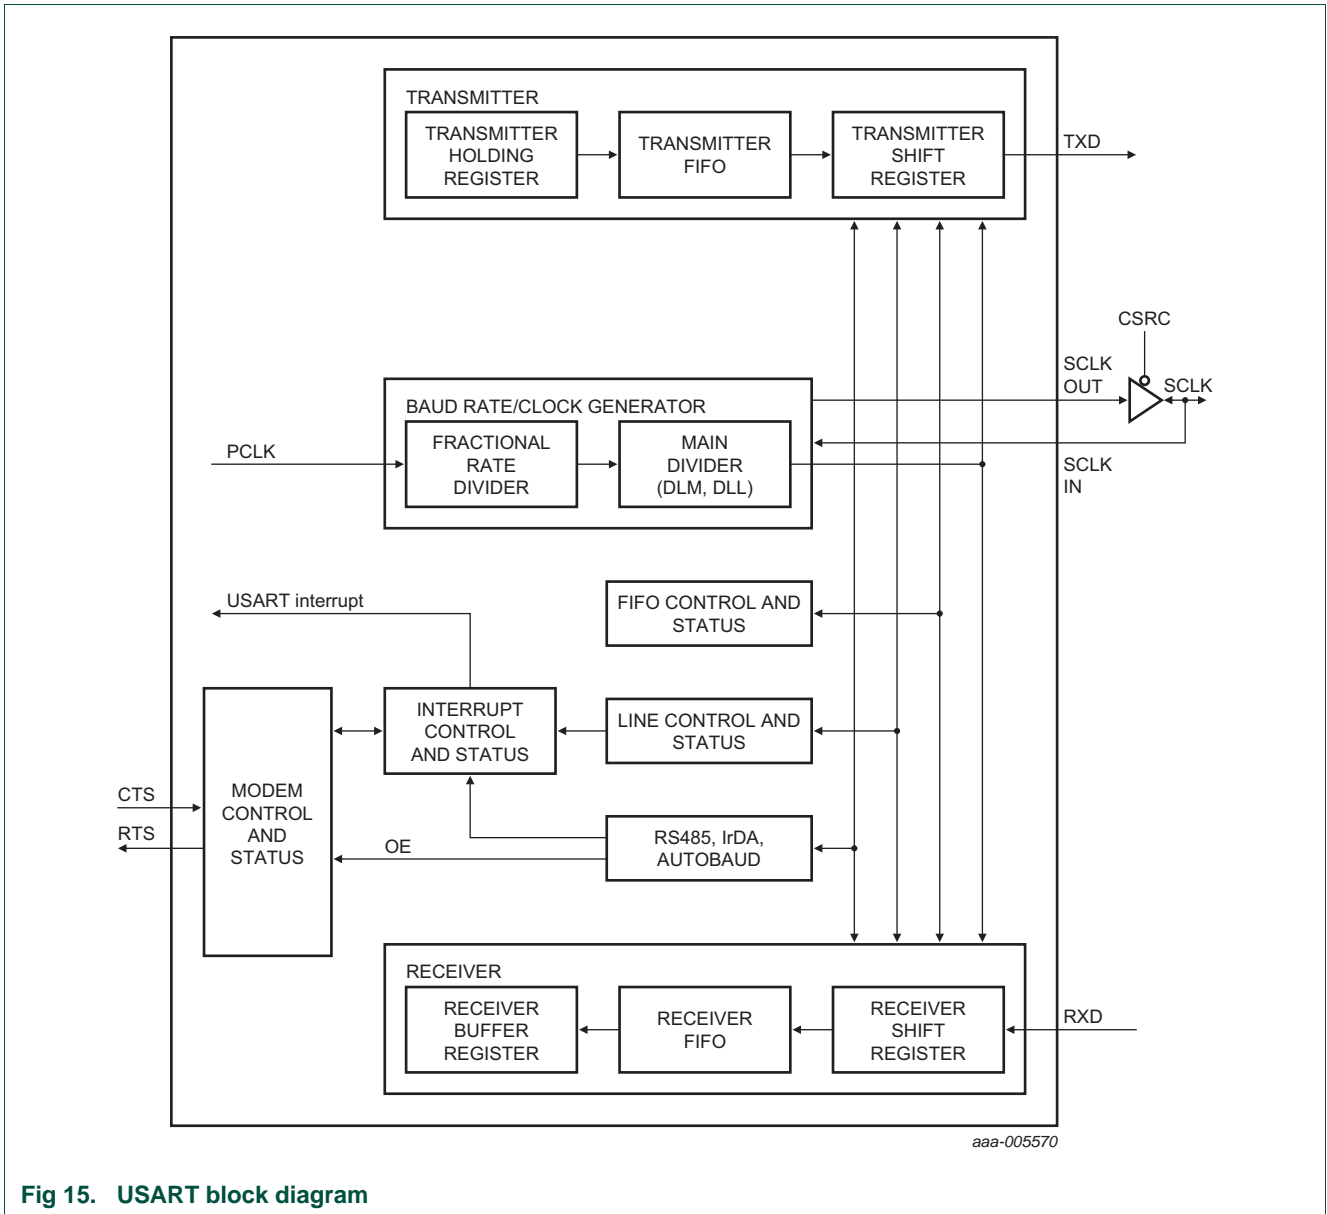 TRANSMITTER
TRANSMITTER
HOLDING
REGISTER
TRANSMITTER
FIFO
TRANSMITTER
SHIFT
REGISTER
TXD
CSRC
SCLK
OUT
SCLK
BAUD RATE/CLOCK GENERATOR
PCLK
FRACTIONAL
RATE
DIVIDER
MAIN
DIVIDER
(DLM, DLL)
SCLK
IN
USART interrupt
FIFO CONTROL AND
STATUS
INTERRUPT
CONTROL
AND STATUS
LINE CONTROL AND
STATUS
CTS
RTS
MODEM
CONTROL
AND
STATUS
OE
RS485, IrDA,
AUTOBAUD
RECEIVER
RECEIVER
BUFFER
REGISTER
RECEIVER
FIFO
RECEIVER
SHIFT
REGISTER
RXD
aaa-005570
Fig 15. USART block diagram